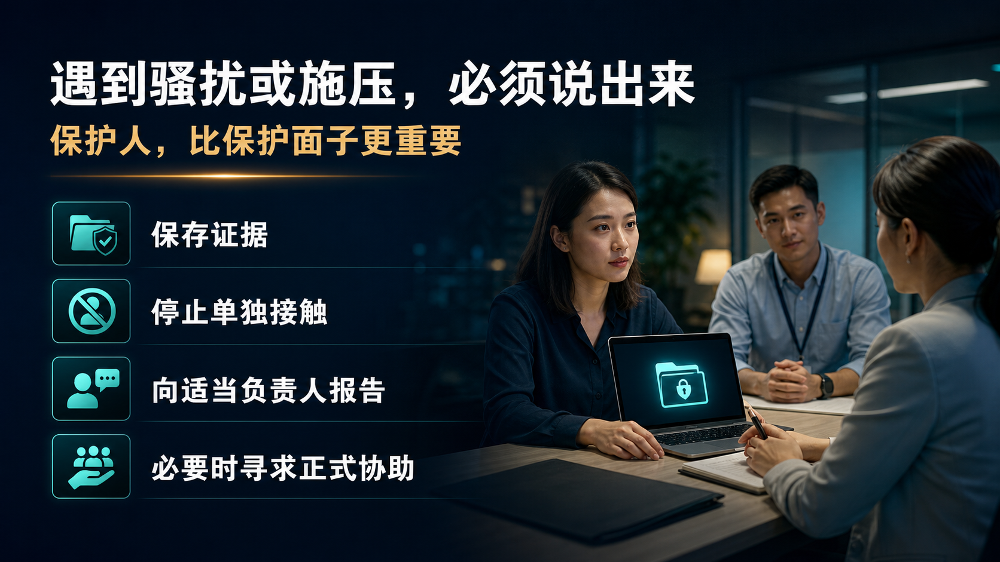 遇到骚扰或施压，必须说出来
保护人，比保护面子更重要
保存证据
停止单独接触
向适当负责人报告
必要时寻求正式协助